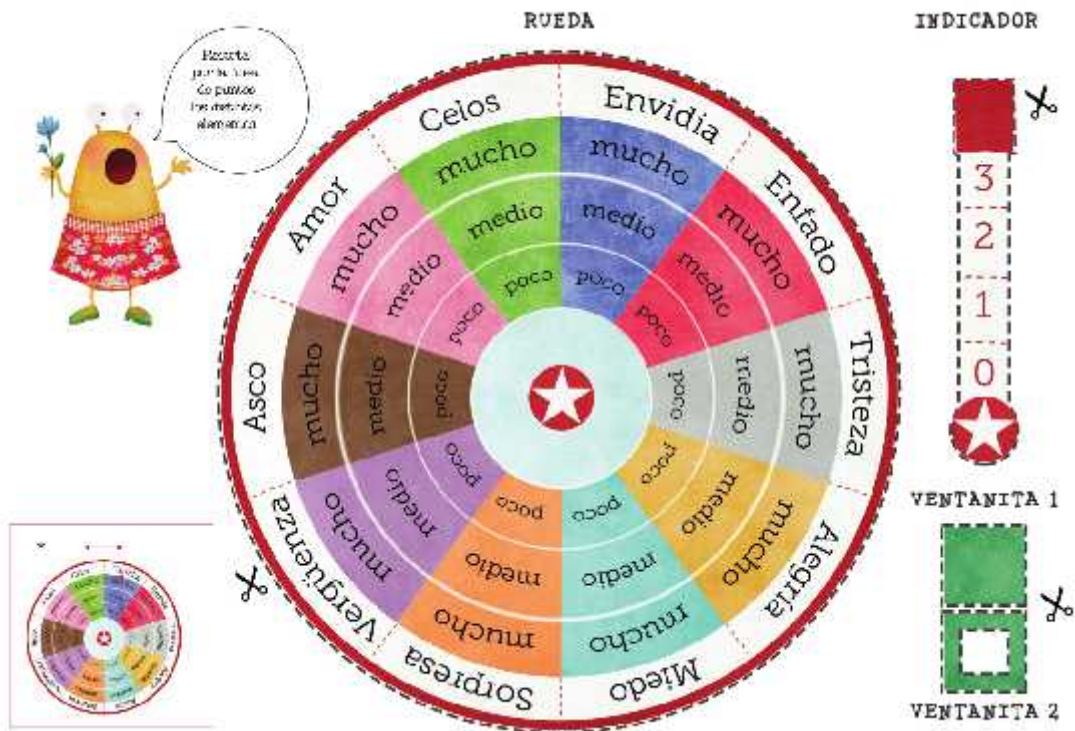 RUEDA
INDICADOR
Celos
mucho
medio
poco
Envidia
mucho
medio
poco
Enfado
mucho
medio
poco
Tristeza
mucho
medio
poco
Alegría
mucho
medio
poco
Miedo
mucho
medio
poco
Sorpresa
mucho
medio
poco
Vergüenza
mucho
medio
poco
Asco
mucho
medio
poco
Amor
mucho
medio
poco
3
2
1
0
VENTANITA 1
VENTANITA 2